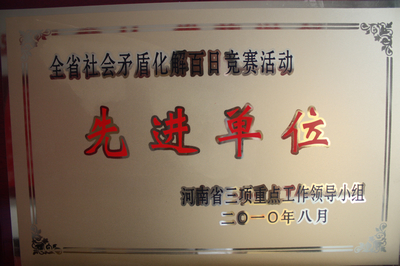 全省社会矛盾化解百日竞赛活动
先进单位
河南省三项重点工作领导小组
二〇一〇年八月